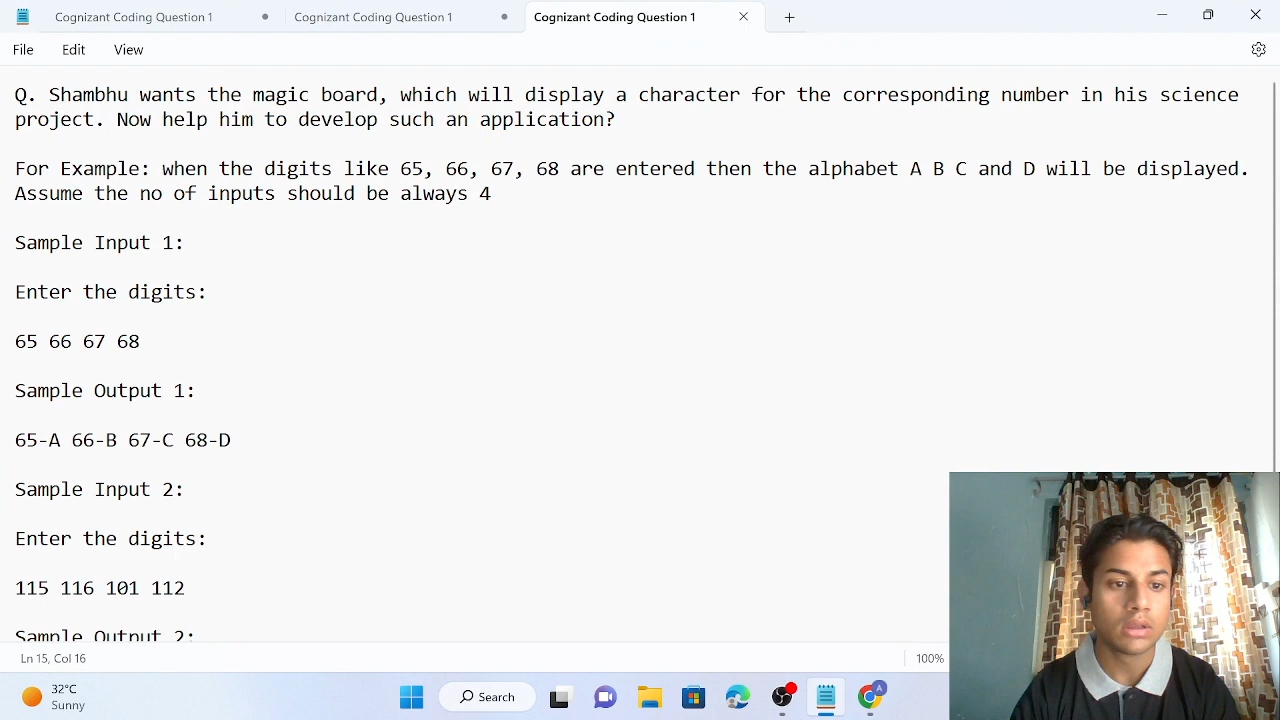 Cognizant Coding Question 1
Cognizant Coding Question 1
Cognizant Coding Question 1
File Edit View
Q. Shambhu wants the magic board, which will display a character for the corresponding number in his science
project. Now help him to develop such an application?
For Example: when the digits like 65, 66, 67, 68 are entered then the alphabet A B C and D will be displayed.
Assume the no of inputs should be always 4
Sample Input 1:
Enter the digits:
65 66 67 68
Sample Output 1:
65-A 66-B 67-C 68-D
Sample Input 2:
Enter the digits:
115 116 101 112
Sample Output 2:
Ln 15, Col 16
100%
32°C
Sunny
Search
A